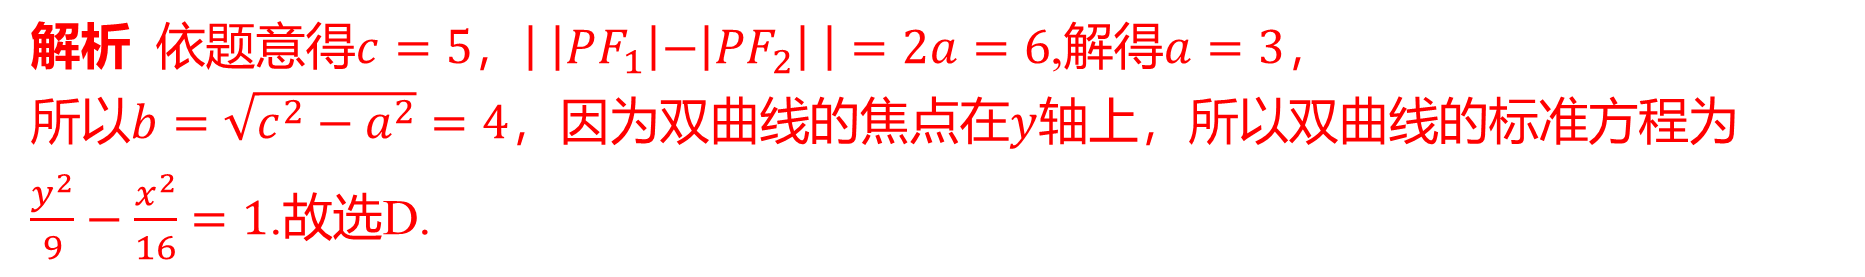 解析 依题意得c = 5，| |PF₁|−|PF₂| | = 2a = 6,解得a = 3，
所以b = √(c² − a²) = 4，因为双曲线的焦点在y轴上，所以双曲线的标准方程为
y²/9 − x²/16 = 1.故选D.